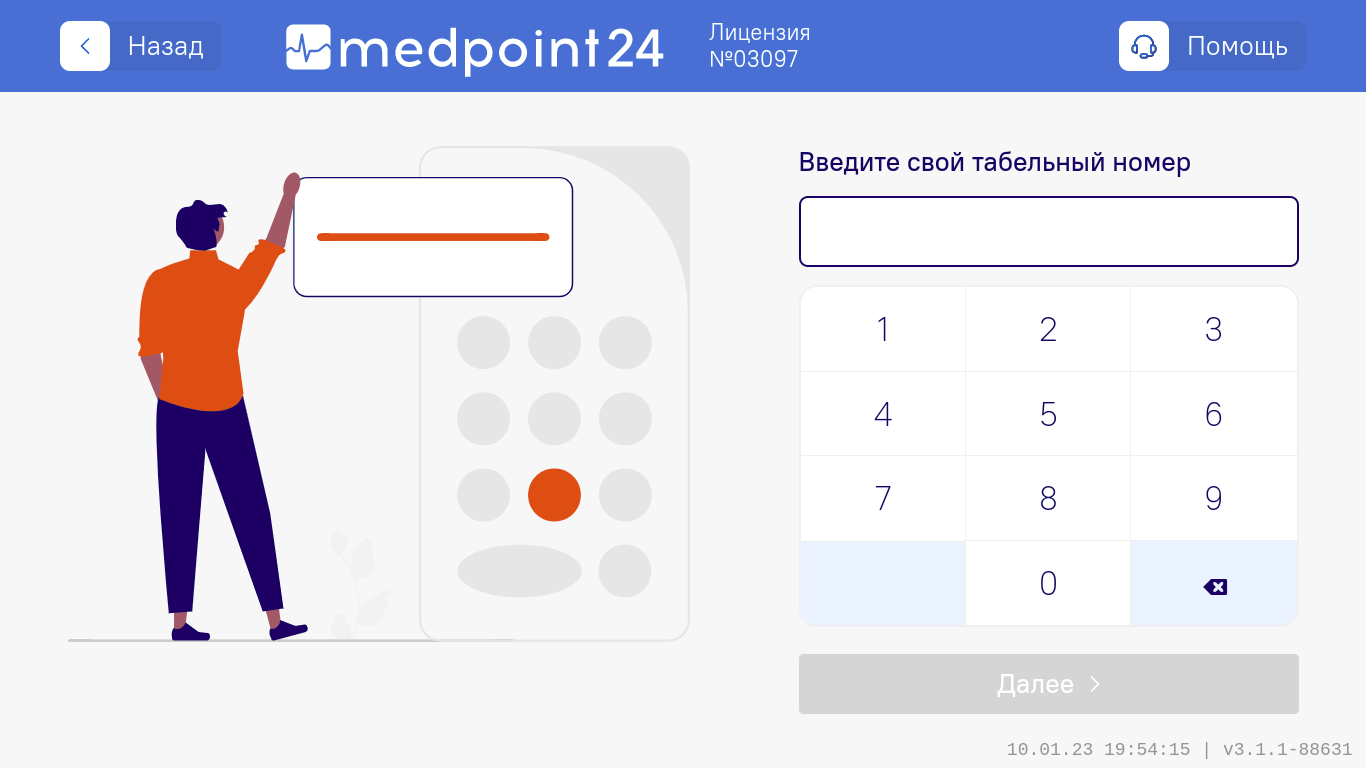 Назад
medpoint24
Лицензия
№03097
Помощь
Введите свой табельный номер
1 2 3
4 5 6
7 8 9
0
Далее
10.01.23 19:54:15 | v3.1.1-88631